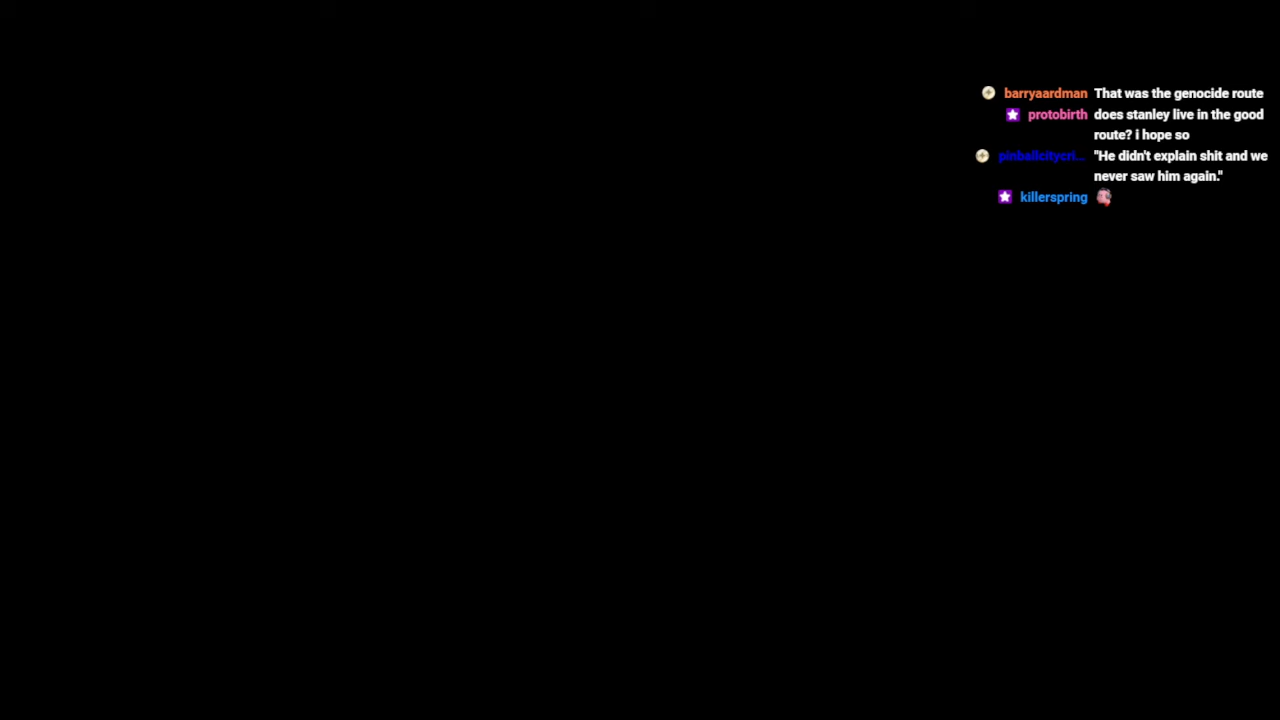 barryaardman That was the genocide route
protobirth does stanley live in the good
route? i hope so
pinballcitycri... "He didn't explain shit and we
never saw him again."
killerspring